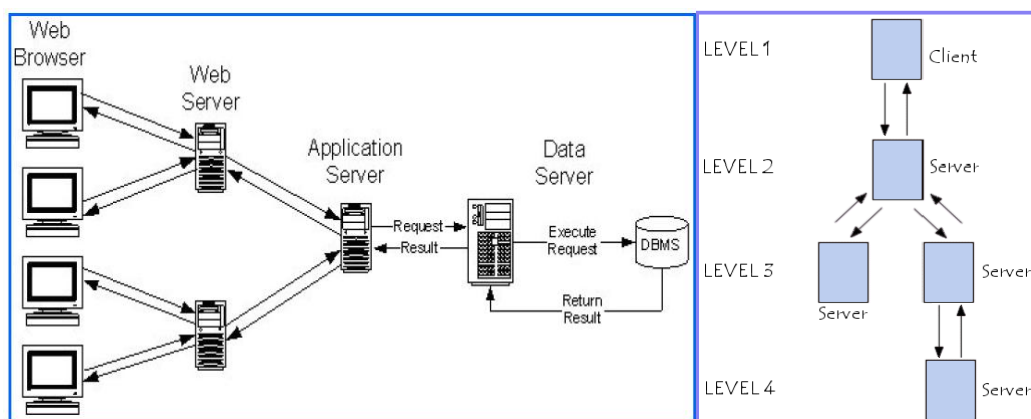 Web
Browser
Web
Server
Application
Server
Data
Server
Request
Result
Execute
Request
DBMS
Return
Result
LEVEL 1
Client
LEVEL 2
Server
LEVEL 3
Server
Server
LEVEL 4
Server